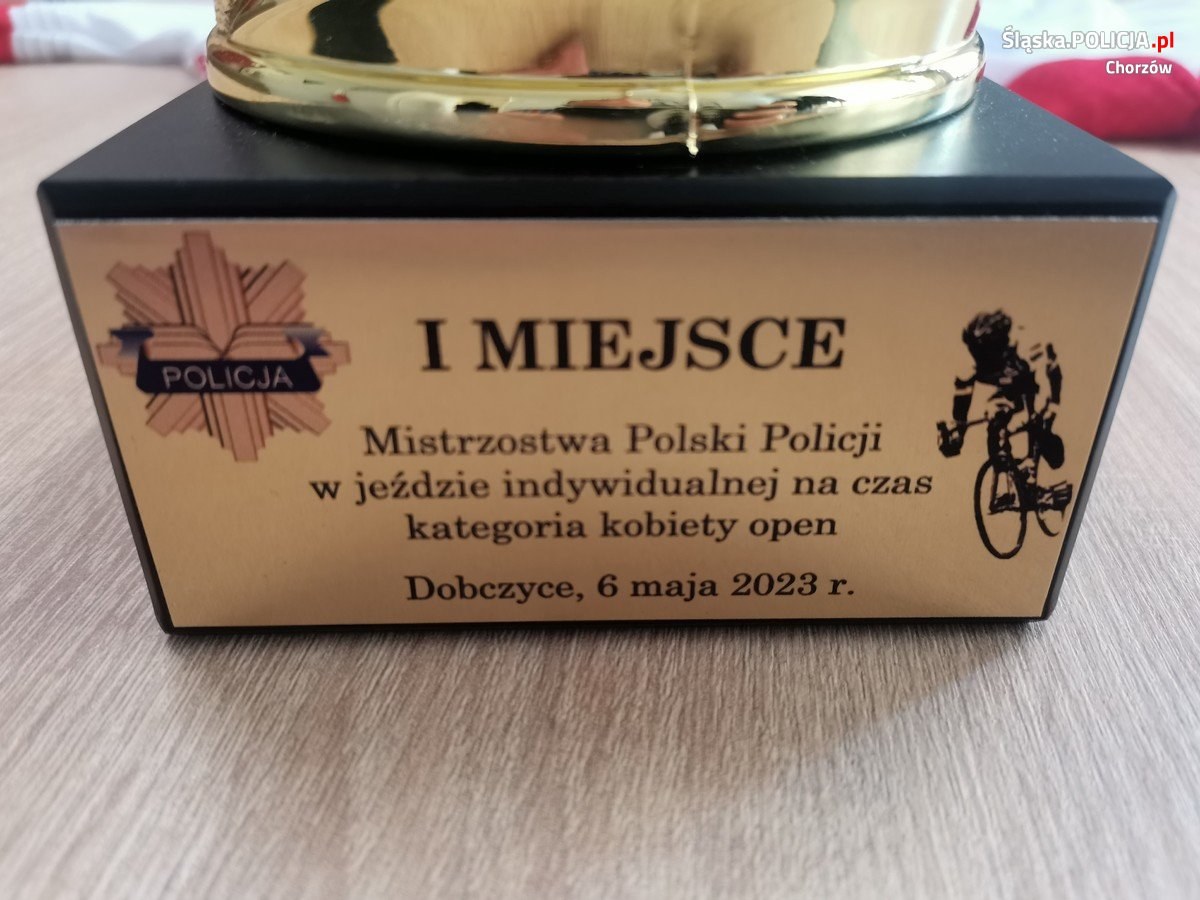 Śląska.POLICJA.pl
Chorzów
POLICJA
I MIEJSCE
Mistrzostwa Polski Policji
w jeździe indywidualnej na czas
kategoria kobiety open
Dobczyce, 6 maja 2023 r.